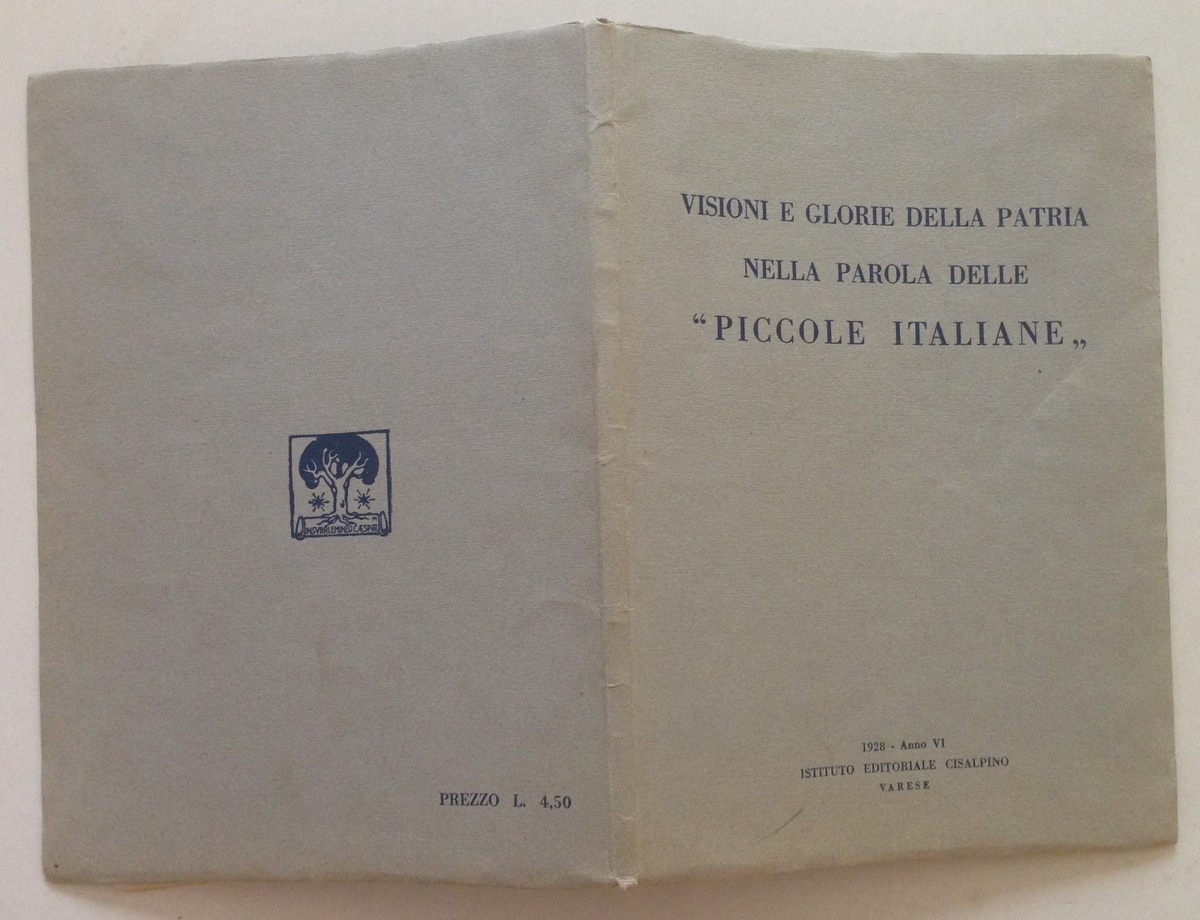 VISIONI E GLORIE DELLA PATRIA
NELLA PAROLA DELLE
“PICCOLE ITALIANE„
1928 - Anno VI
ISTITUTO EDITORIALE CISALPINO
VARESE
PREZZO L. 4,50